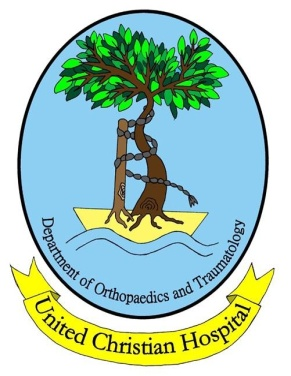 Department of Orthopaedics and Traumatology
United Christian Hospital